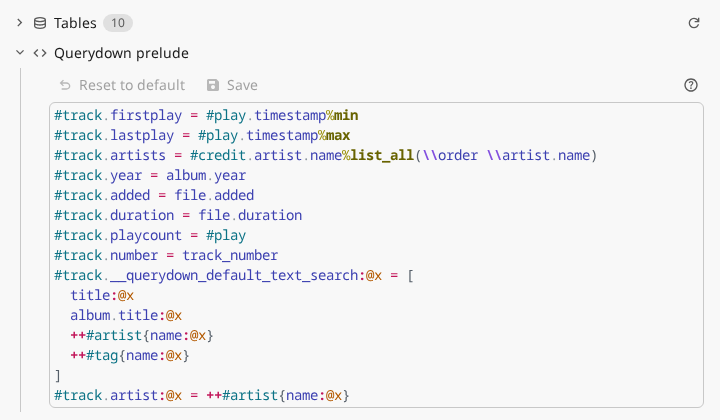 Tables 10
Querydown prelude
Reset to default Save
#track.firstplay = #play.timestamp%min
#track.lastplay = #play.timestamp%max
#track.artists = #credit.artist.name%list_all(\\order \\artist.name)
#track.year = album.year
#track.added = file.added
#track.duration = file.duration
#track.playcount = #play
#track.number = track_number
#track.__querydown_default_text_search:@x = [
  title:@x
  album.title:@x
  ++#artist{name:@x}
  ++#tag{name:@x}
]
#track.artist:@x = ++#artist{name:@x}